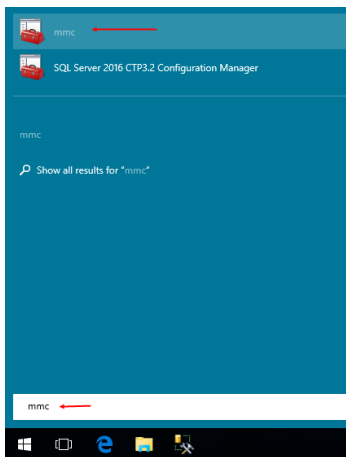 mmc
SQL Server 2016 CTP3.2 Configuration Manager
mmc
Show all results for "mmc"
mmc